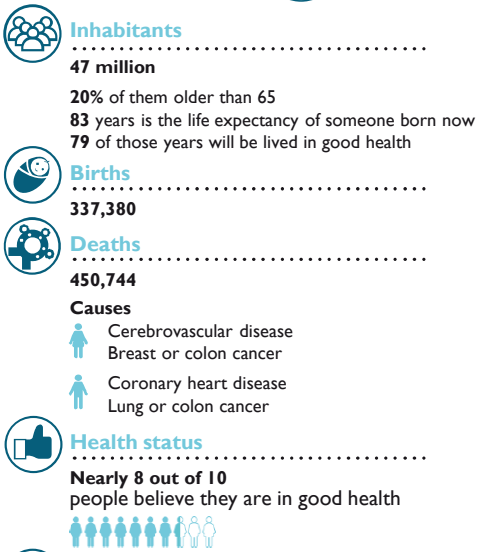 Inhabitants
47 million
20% of them older than 65
83 years is the life expectancy of someone born now
79 of those years will be lived in good health
Births
337,380
Deaths
450,744
Causes
Cerebrovascular disease
Breast or colon cancer
Coronary heart disease
Lung or colon cancer
Health status
Nearly 8 out of 10
people believe they are in good health